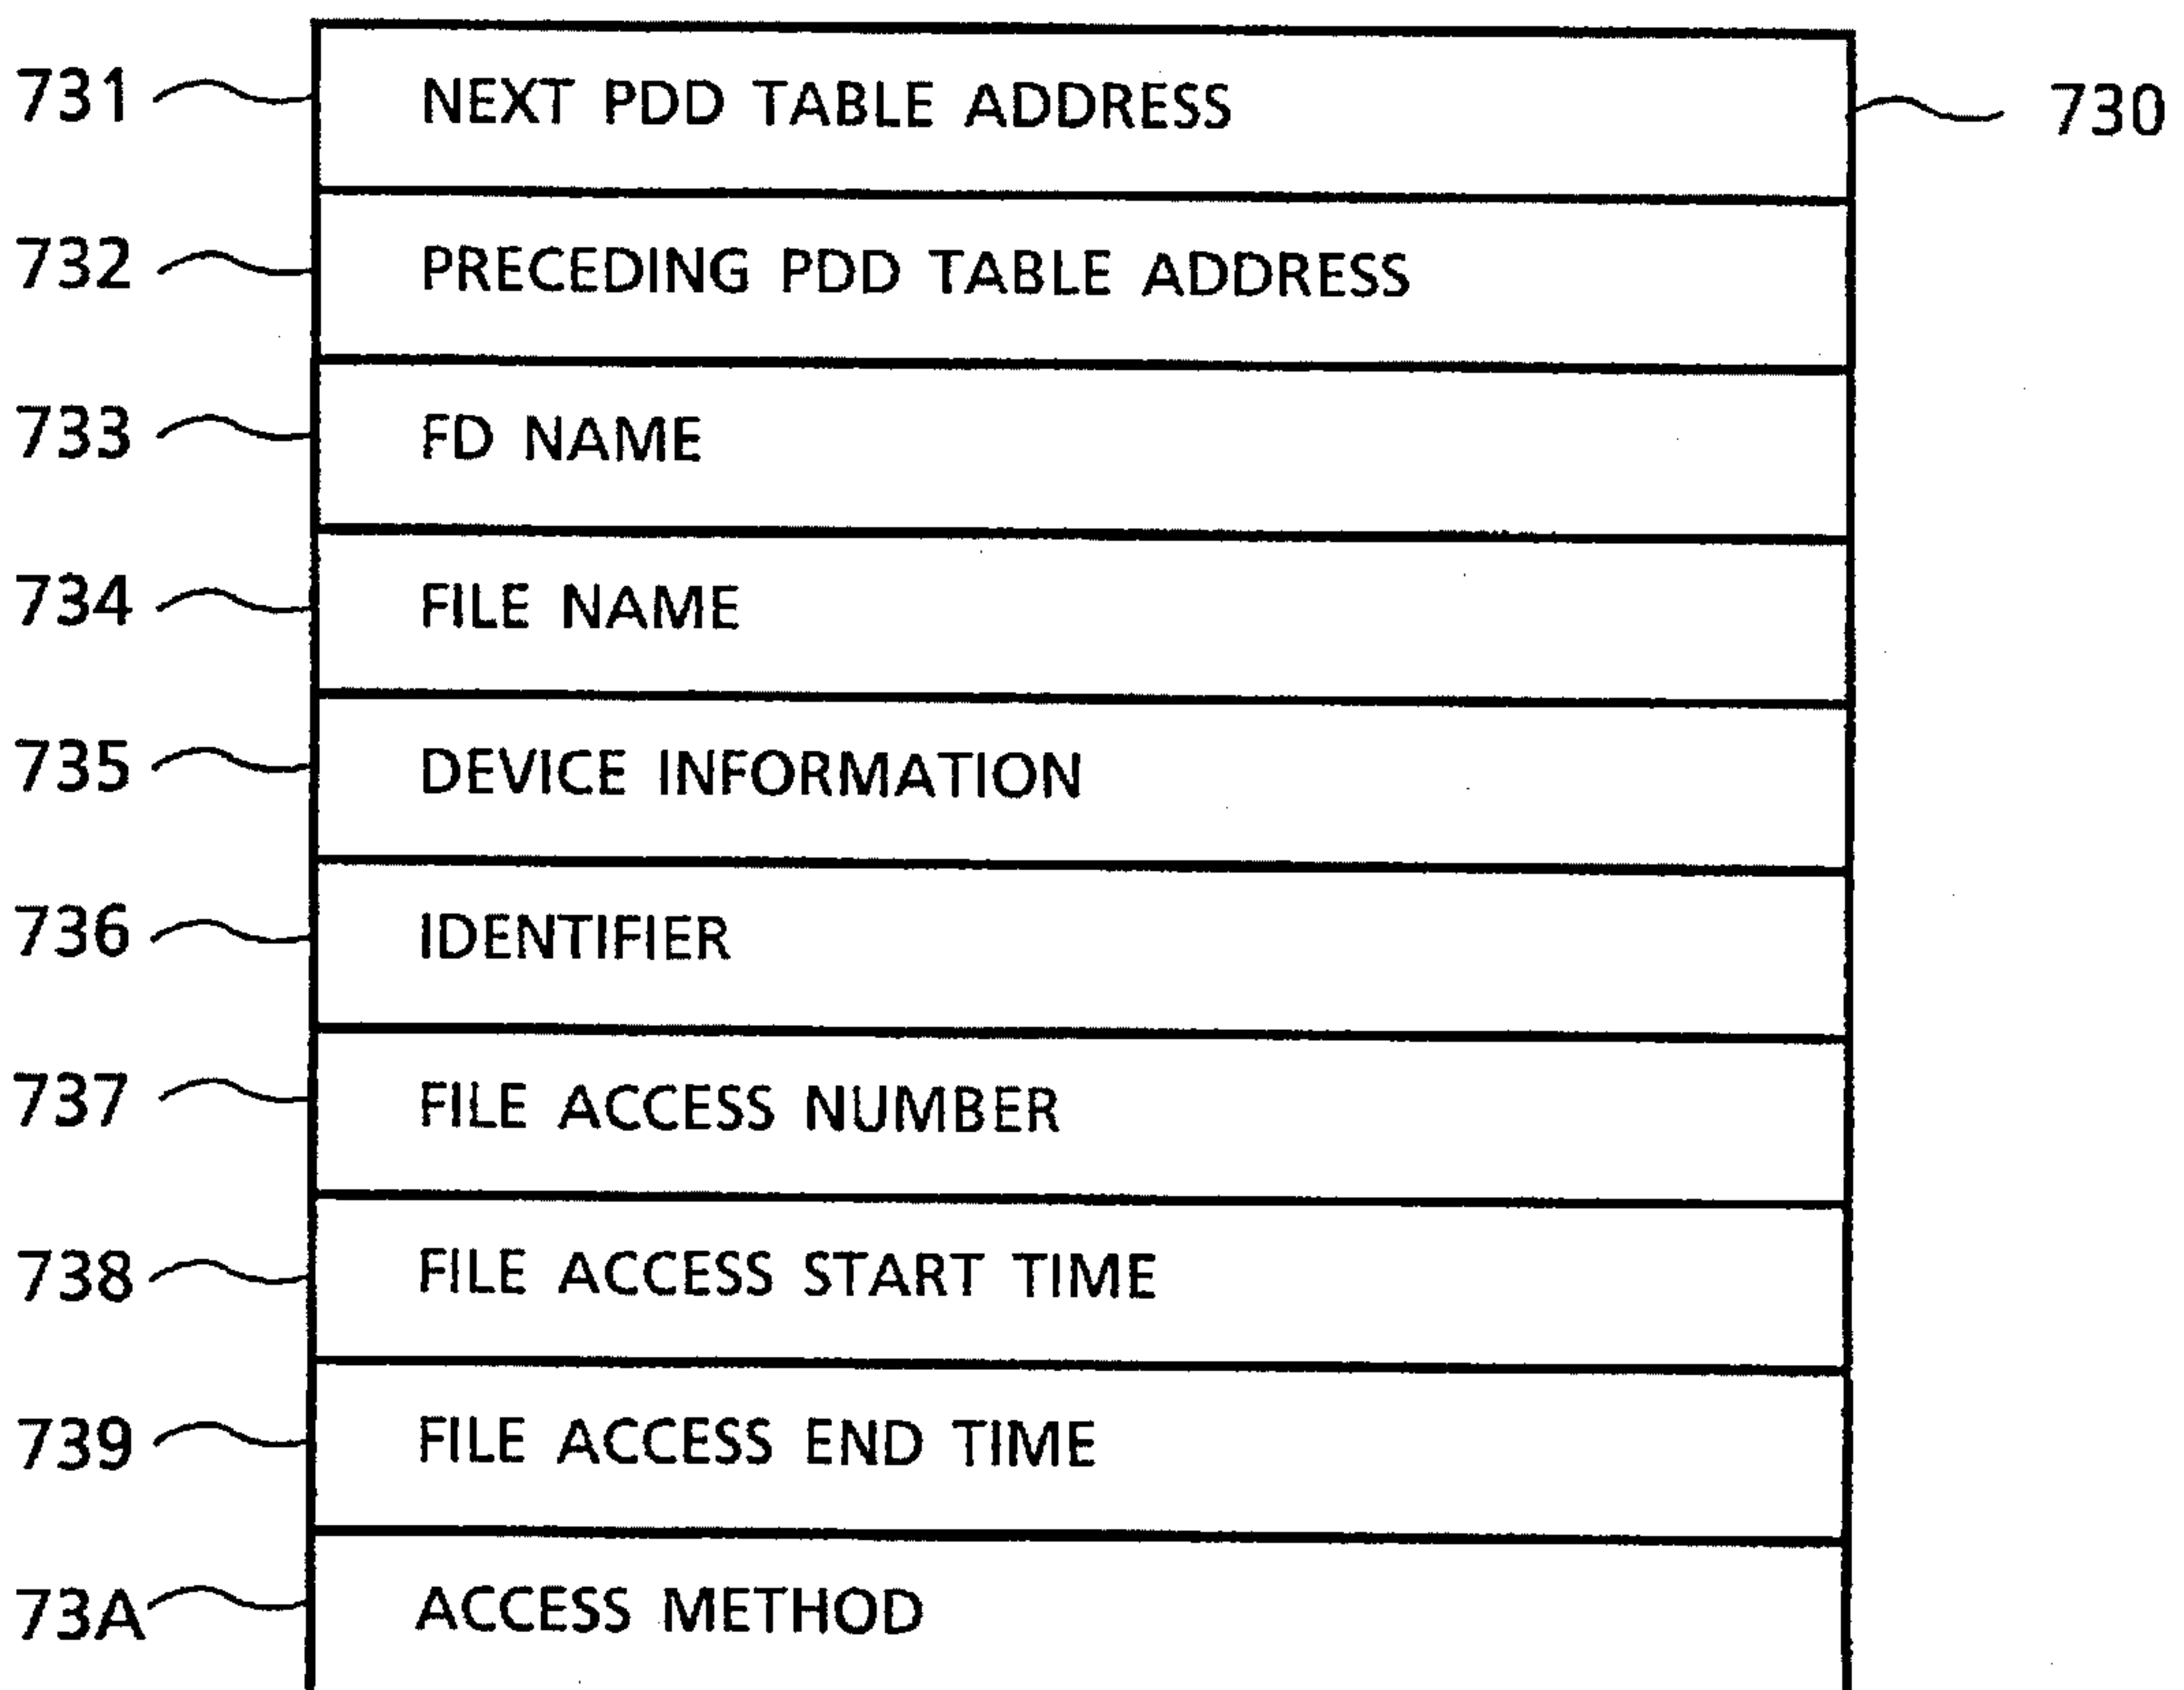 731 NEXT PDD TABLE ADDRESS 730
732 PRECEDING PDD TABLE ADDRESS
733 FD NAME
734 FILE NAME
735 DEVICE INFORMATION
736 IDENTIFIER
737 FILE ACCESS NUMBER
738 FILE ACCESS START TIME
739 FILE ACCESS END TIME
73A ACCESS METHOD